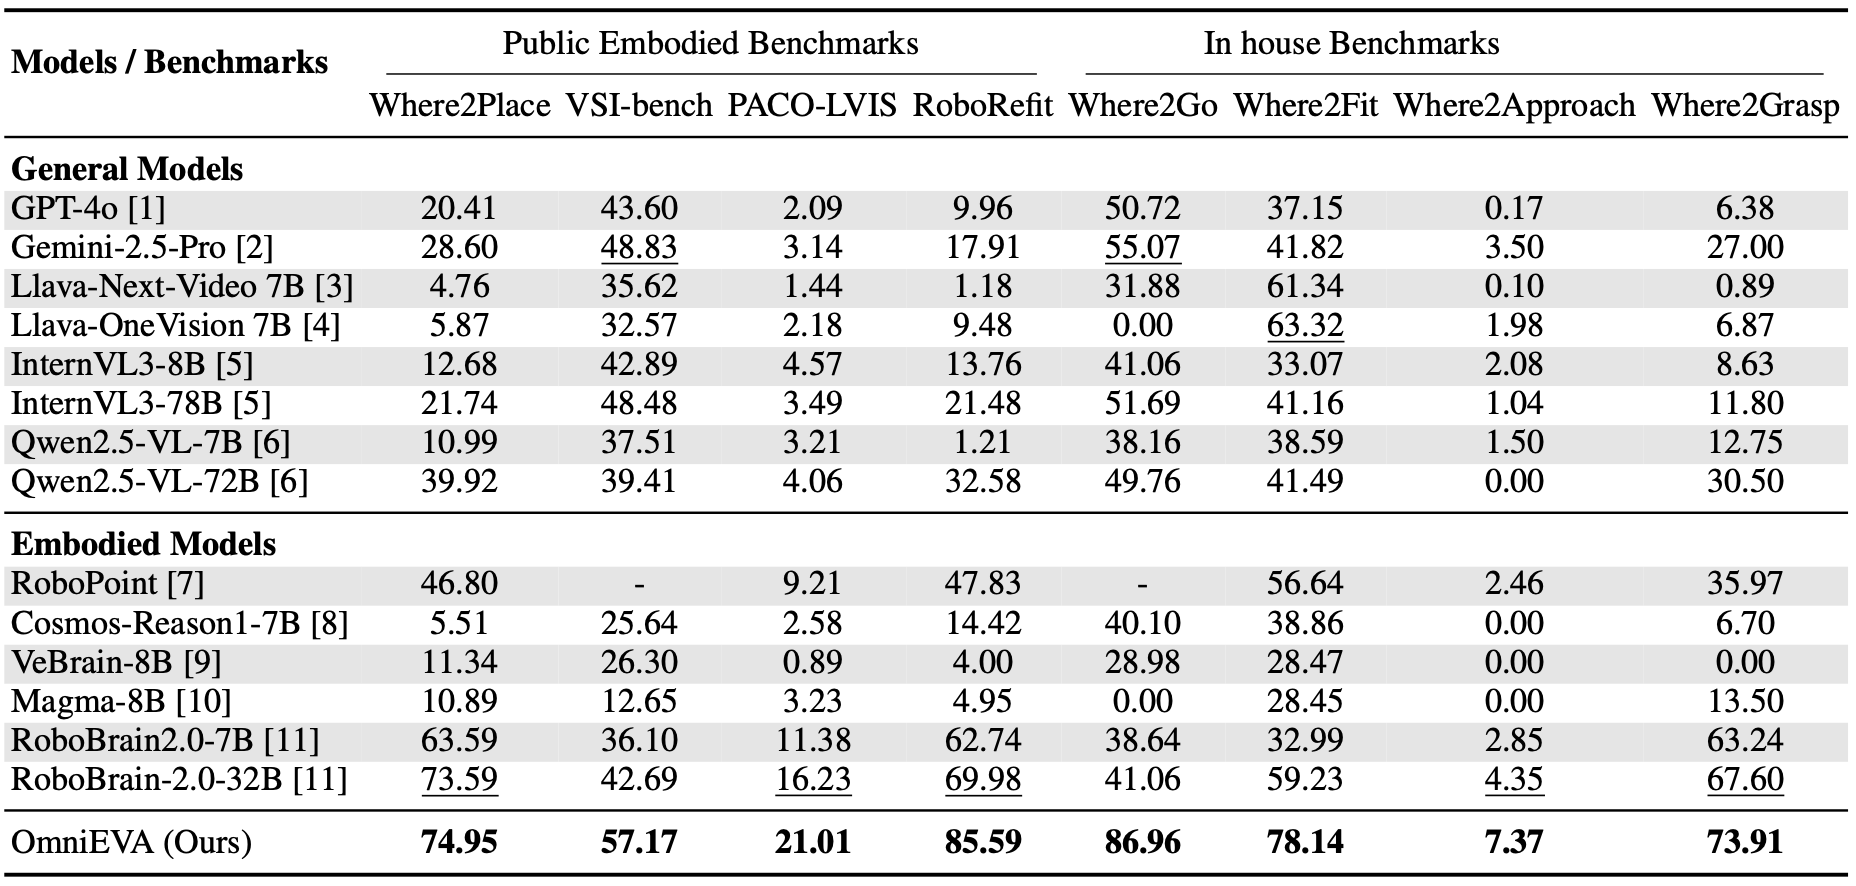 Public Embodied Benchmarks In house Benchmarks
Models / Benchmarks
Where2Place VSI-bench PACO-LVIS RoboRefit Where2Go Where2Fit Where2Approach Where2Grasp
General Models
GPT-4o [1] 20.41 43.60 2.09 9.96 50.72 37.15 0.17 6.38
Gemini-2.5-Pro [2] 28.60 48.83 3.14 17.91 55.07 41.82 3.50 27.00
Llava-Next-Video 7B [3] 4.76 35.62 1.44 1.18 31.88 61.34 0.10 0.89
Llava-OneVision 7B [4] 5.87 32.57 2.18 9.48 0.00 63.32 1.98 6.87
InternVL3-8B [5] 12.68 42.89 4.57 13.76 41.06 33.07 2.08 8.63
InternVL3-78B [5] 21.74 48.48 3.49 21.48 51.69 41.16 1.04 11.80
Qwen2.5-VL-7B [6] 10.99 37.51 3.21 1.21 38.16 38.59 1.50 12.75
Qwen2.5-VL-72B [6] 39.92 39.41 4.06 32.58 49.76 41.49 0.00 30.50
Embodied Models
RoboPoint [7] 46.80 - 9.21 47.83 - 56.64 2.46 35.97
Cosmos-Reason1-7B [8] 5.51 25.64 2.58 14.42 40.10 38.86 0.00 6.70
VeBrain-8B [9] 11.34 26.30 0.89 4.00 28.98 28.47 0.00 0.00
Magma-8B [10] 10.89 12.65 3.23 4.95 0.00 28.45 0.00 13.50
RoboBrain2.0-7B [11] 63.59 36.10 11.38 62.74 38.64 32.99 2.85 63.24
RoboBrain-2.0-32B [11] 73.59 42.69 16.23 69.98 41.06 59.23 4.35 67.60
OmniEVA (Ours) 74.95 57.17 21.01 85.59 86.96 78.14 7.37 73.91